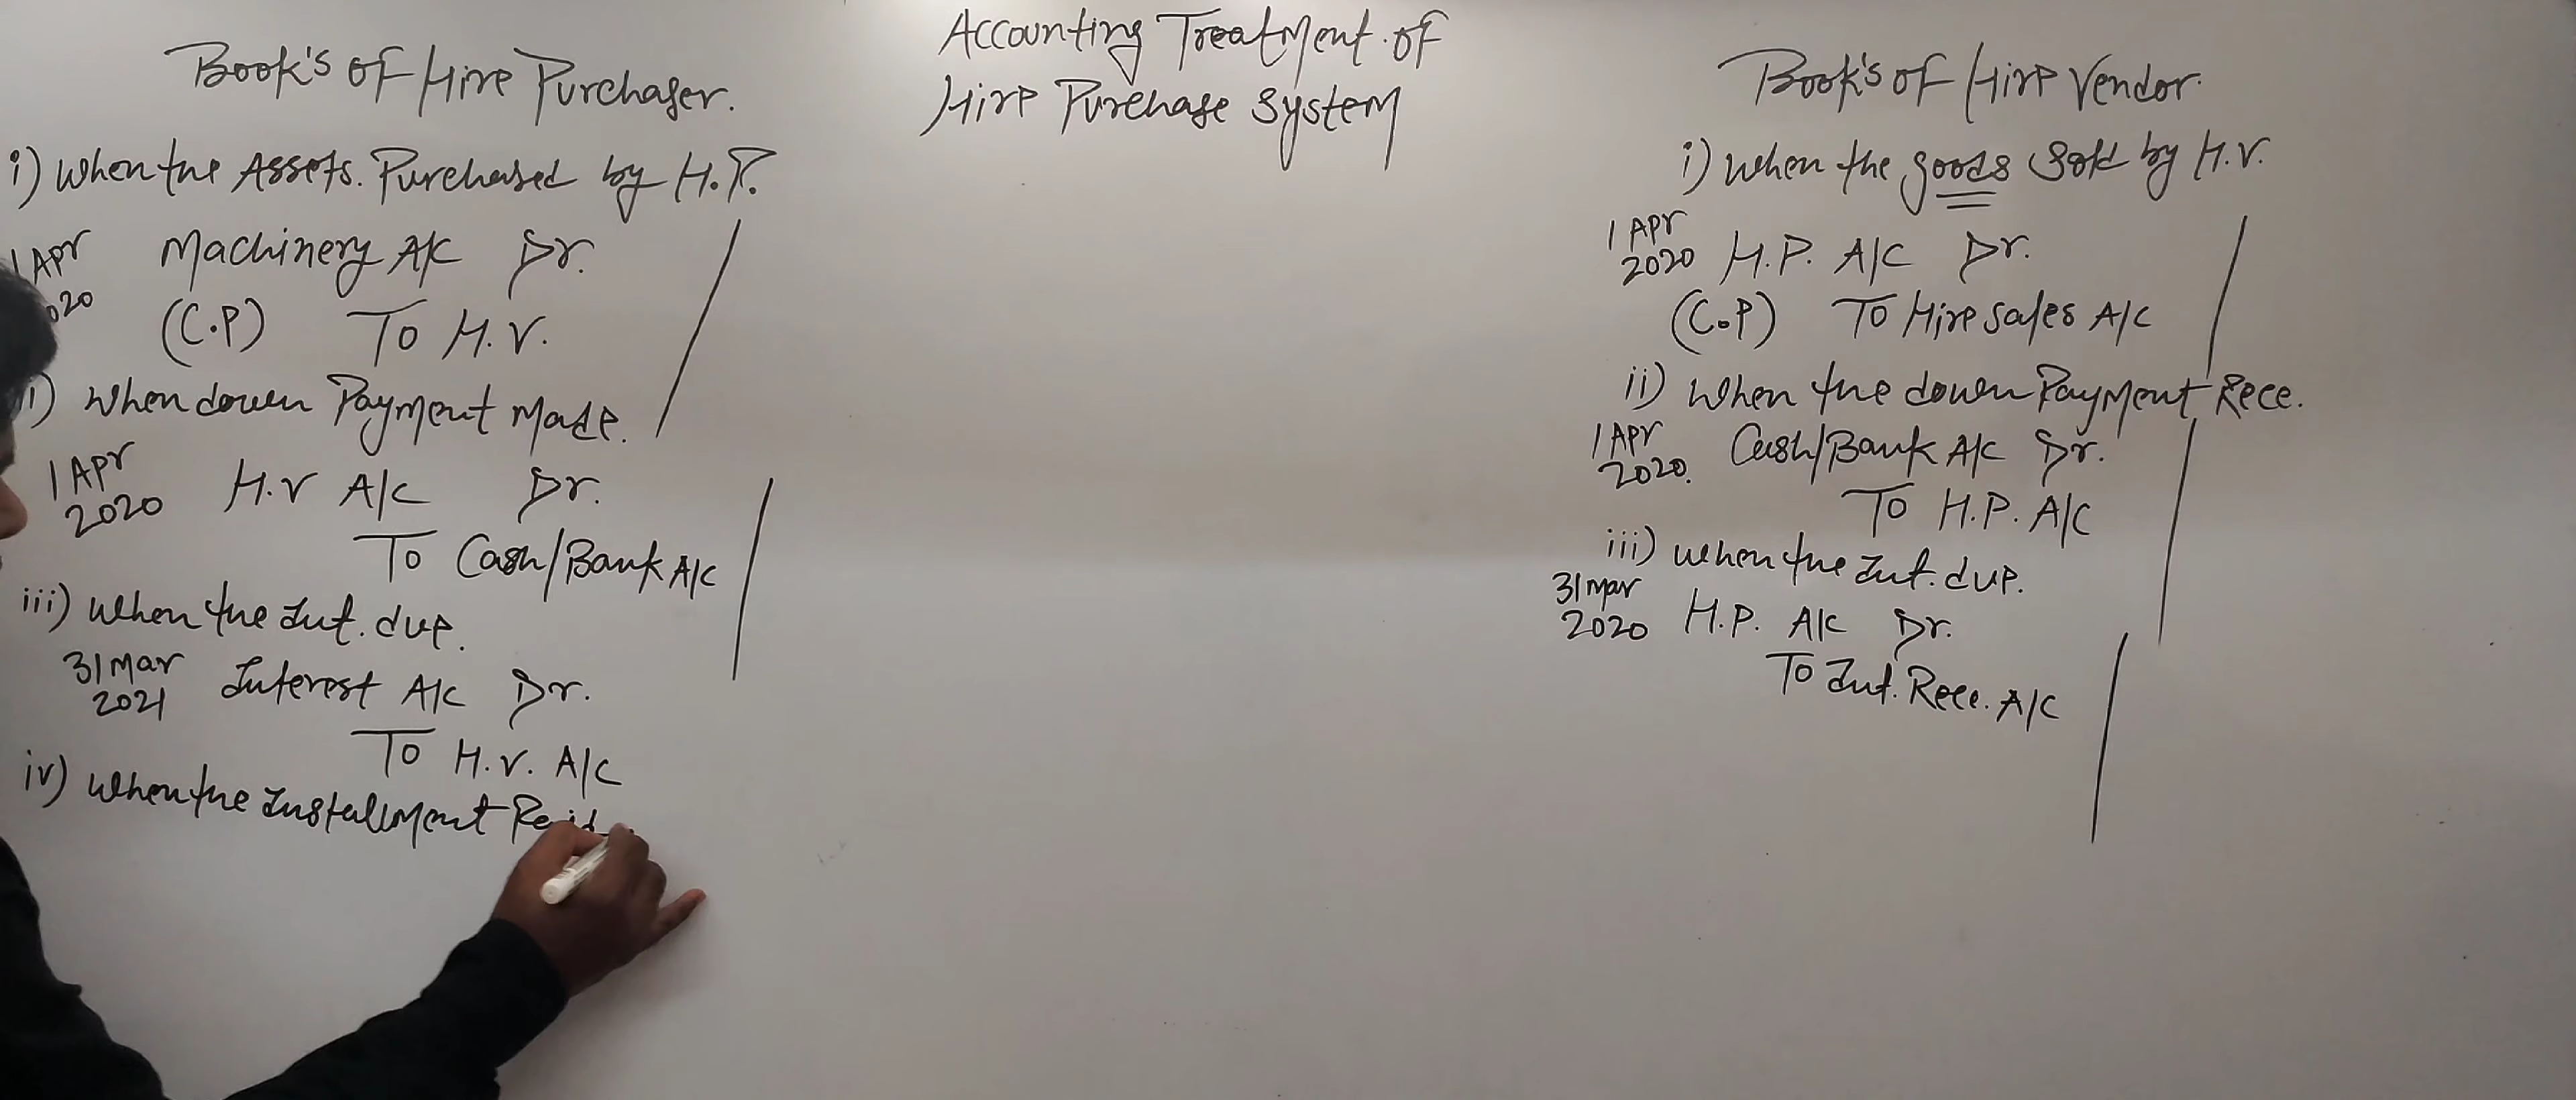 Accounting Treatment of
Hire Purchase System
Book's of Hire Purchaser.
i) When the Assets. Purchased by H.P.
1 Apr
020
Machinery A/c Dr.
(C.P) To H.V.
i) When down Payment Made.
1 Apr
2020
H.V A/c Dr.
To Cash/Bank A/c
iii) When the Int. due.
31 Mar
2021
Interest A/c Dr.
To H.V. A/c
iv) When the Installment Paid
Book's of Hire Vendor.
i) When the goods Sold by H.V.
1 Apr
2020
H.P. A/c Dr.
(C.P) To Hire Sales A/c
ii) When the down Payment Rece.
1 Apr
2020.
Cash/Bank A/c Dr.
To H.P. A/c
iii) When the Int. due.
31 Mar
2020
H.P. A/c Dr.
To Int. Rece. A/c